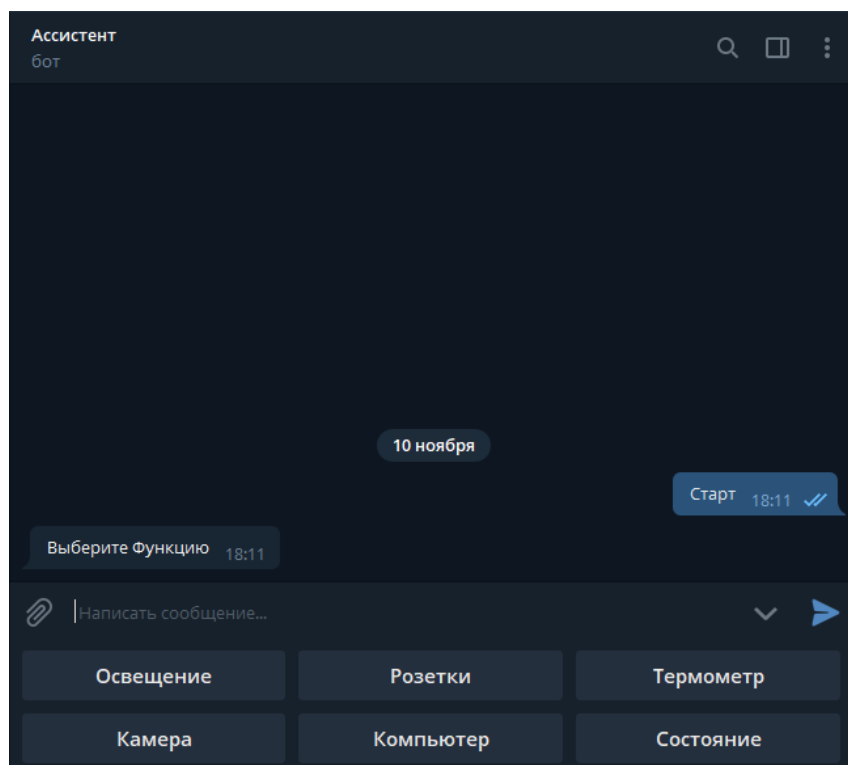 Ассистент
бот
10 ноября
Старт 18:11
Выберите Функцию 18:11
Написать сообщение...
Освещение Розетки Термометр
Камера Компьютер Состояние